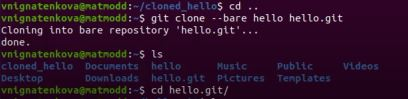 vnignatenkova@matmodd:~/cloned_hello$ cd ..
vnignatenkova@matmodd:~$ git clone --bare hello hello.git
Cloning into bare repository 'hello.git'...
done.
vnignatenkova@matmodd:~$ ls
cloned_hello Documents hello Music Public Videos
Desktop Downloads hello.git Pictures Templates
vnignatenkova@matmodd:~$ cd hello.git/